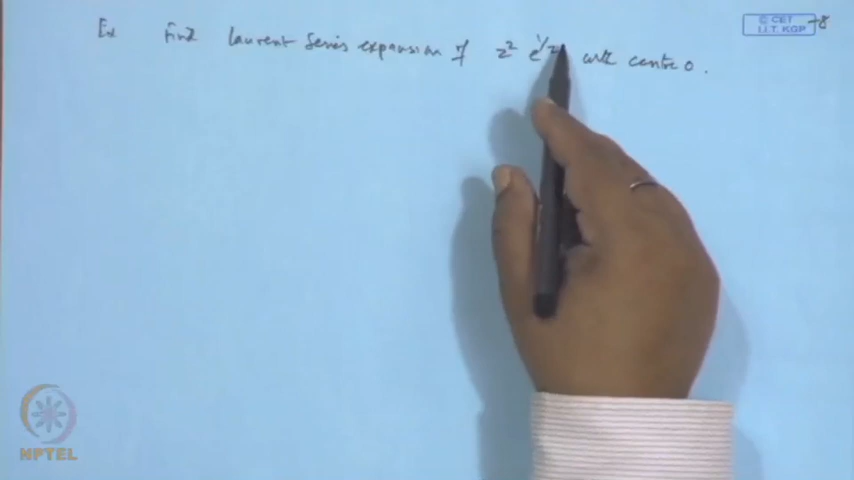 Ex Find Laurent Series expansion of z² e^{1/z} with centre 0.
© CET
I.I.T. KGP
NPTEL